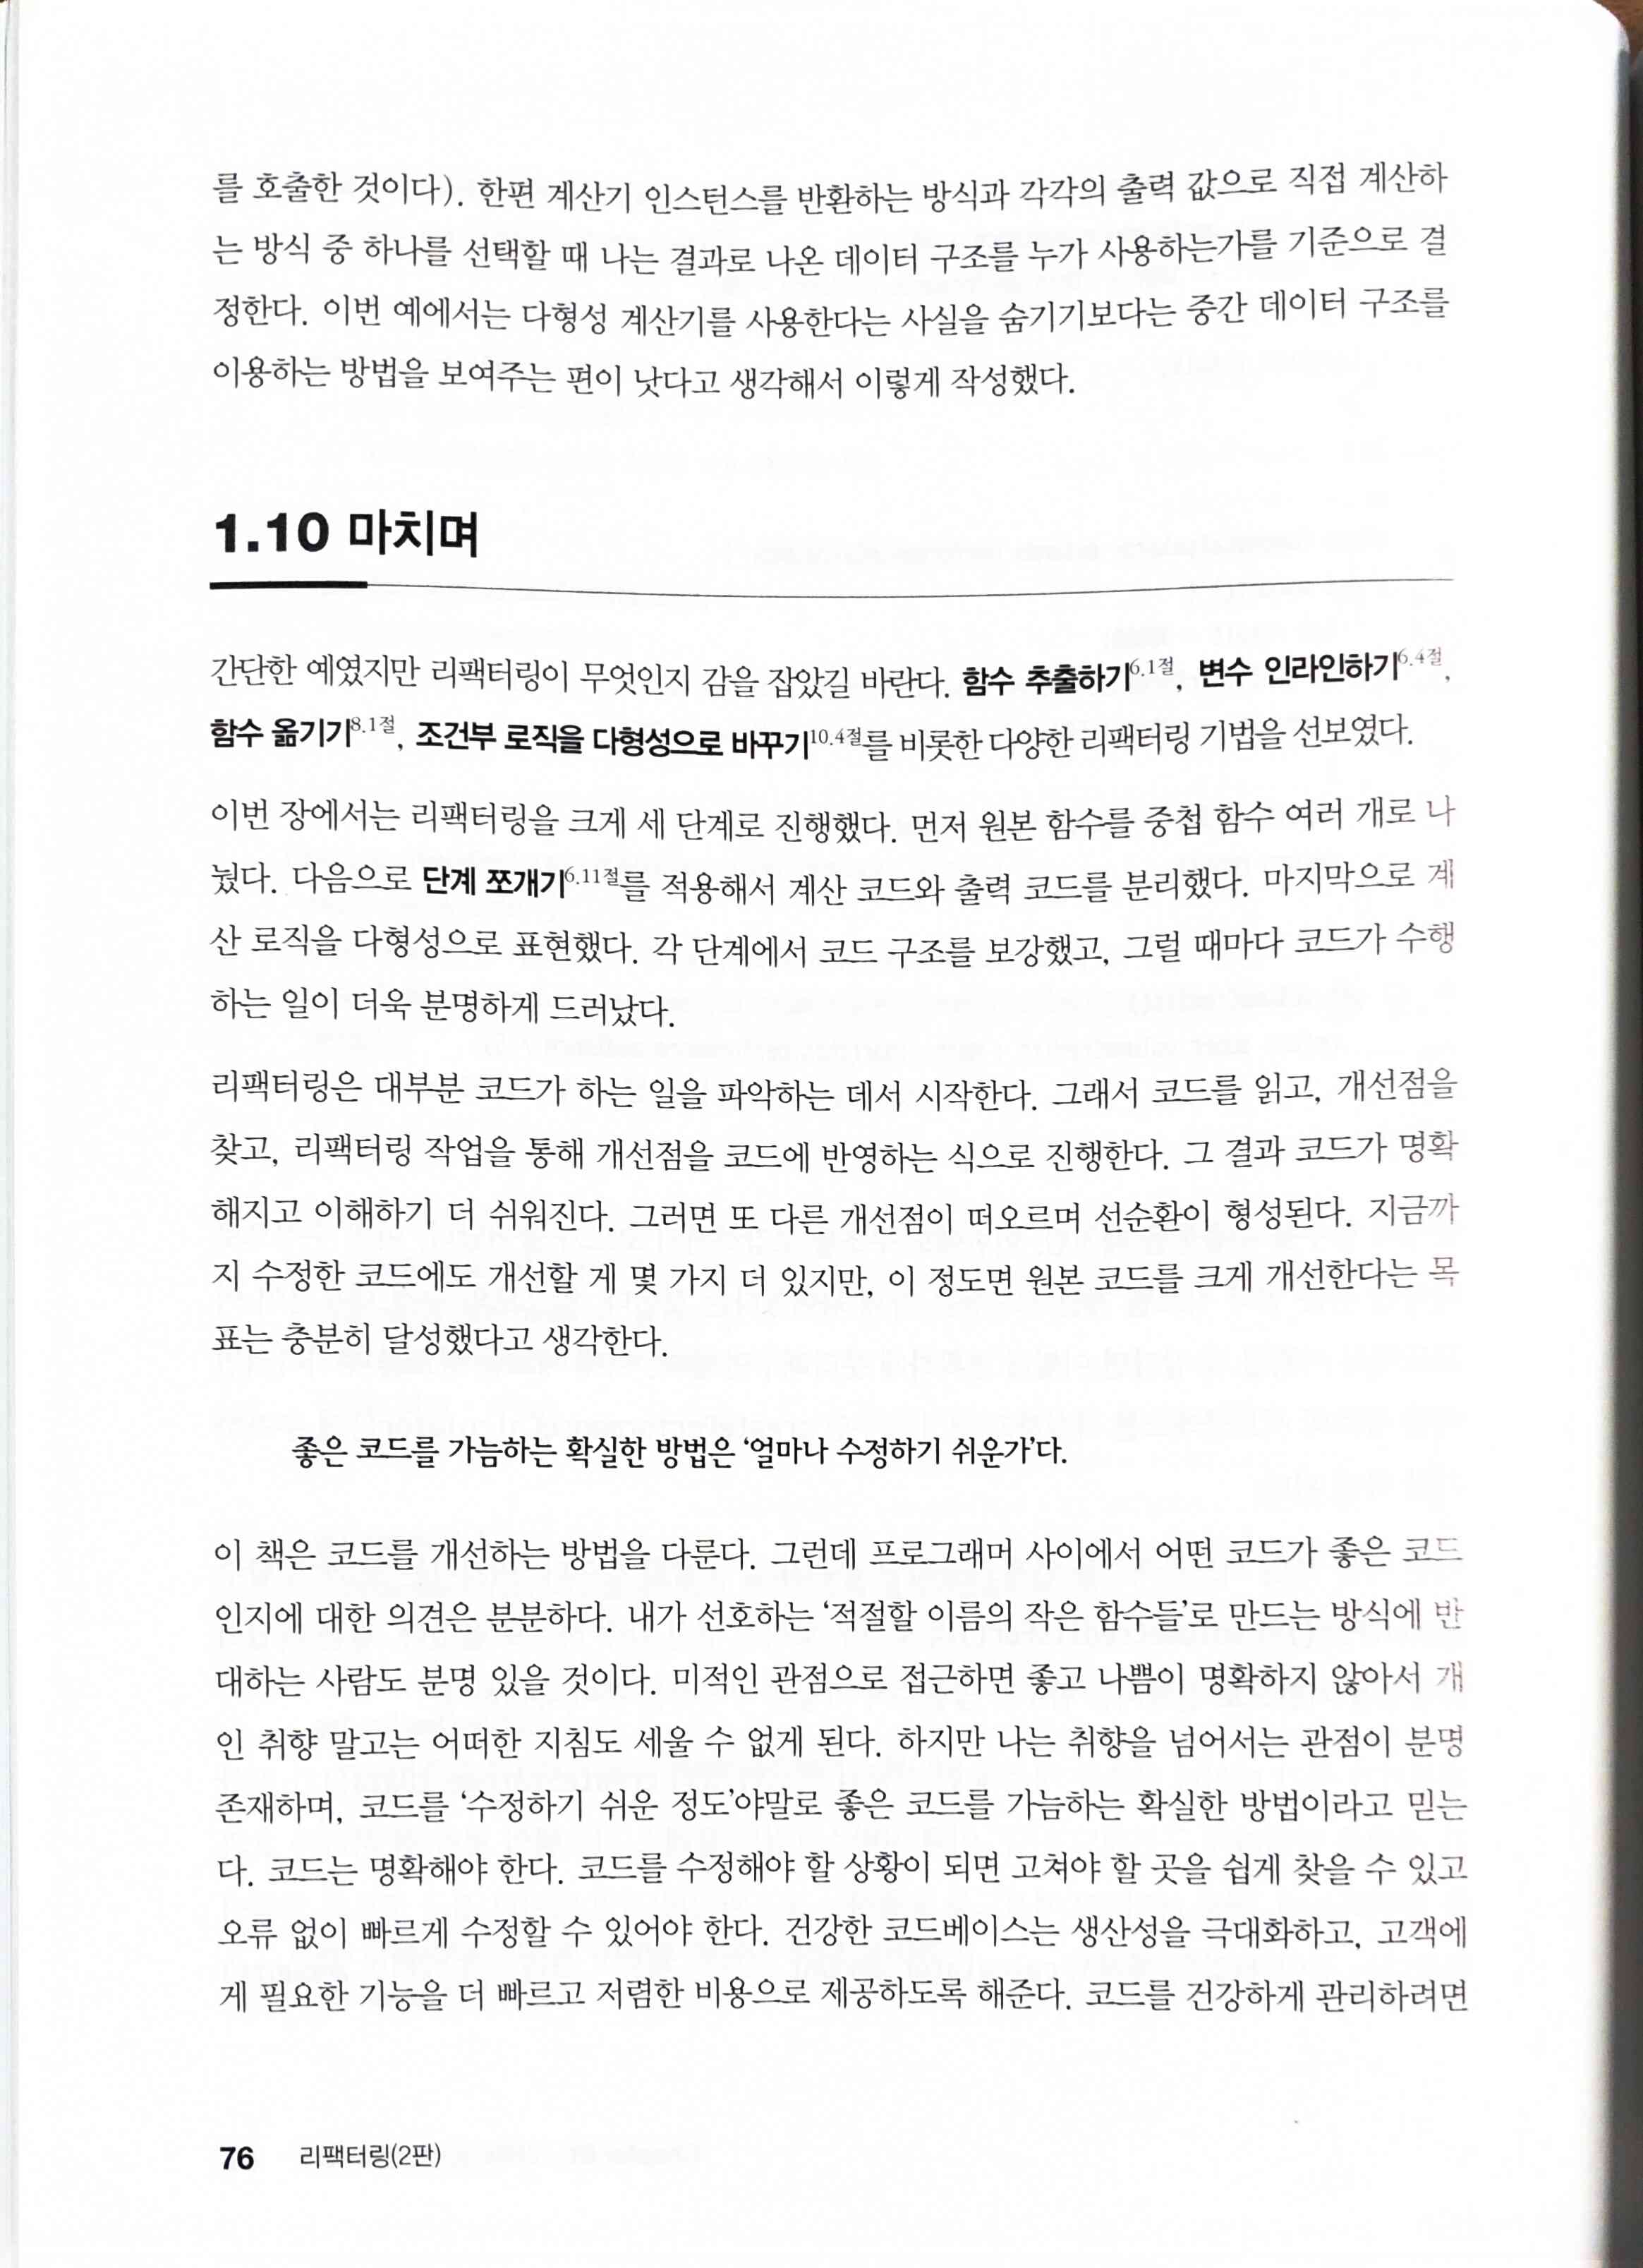 를 호출한 것이다). 한편 계산기 인스턴스를 반환하는 방식과 각각의 출력 값으로 직접 계산하
는 방식 중 하나를 선택할 때 나는 결과로 나온 데이터 구조를 누가 사용하는가를 기준으로 결
정한다. 이번 예에서는 다형성 계산기를 사용한다는 사실을 숨기기보다는 중간 데이터 구조를
이용하는 방법을 보여주는 편이 낫다고 생각해서 이렇게 작성했다.
1.10 마치며
간단한 예였지만 리팩터링이 무엇인지 감을 잡았길 바란다. 함수 추출하기6.1절, 변수 인라인하기6.4절,
함수 옮기기8.1절, 조건부 로직을 다형성으로 바꾸기10.4절를 비롯한 다양한 리팩터링 기법을 선보였다.
이번 장에서는 리팩터링을 크게 세 단계로 진행했다. 먼저 원본 함수를 중첩 함수 여러 개로 나
눴다. 다음으로 단계 쪼개기6.11절를 적용해서 계산 코드와 출력 코드를 분리했다. 마지막으로 계
산 로직을 다형성으로 표현했다. 각 단계에서 코드 구조를 보강했고, 그럴 때마다 코드가 수행
하는 일이 더욱 분명하게 드러났다.
리팩터링은 대부분 코드가 하는 일을 파악하는 데서 시작한다. 그래서 코드를 읽고, 개선점을
찾고, 리팩터링 작업을 통해 개선점을 코드에 반영하는 식으로 진행한다. 그 결과 코드가 명확
해지고 이해하기 더 쉬워진다. 그러면 또 다른 개선점이 떠오르며 선순환이 형성된다. 지금까
지 수정한 코드에도 개선할 게 몇 가지 더 있지만, 이 정도면 원본 코드를 크게 개선한다는 목
표는 충분히 달성했다고 생각한다.
좋은 코드를 가늠하는 확실한 방법은 ‘얼마나 수정하기 쉬운가’다.
이 책은 코드를 개선하는 방법을 다룬다. 그런데 프로그래머 사이에서 어떤 코드가 좋은 코드
인지에 대한 의견은 분분하다. 내가 선호하는 ‘적절할 이름의 작은 함수들’로 만드는 방식에 반
대하는 사람도 분명 있을 것이다. 미적인 관점으로 접근하면 좋고 나쁨이 명확하지 않아서 개
인 취향 말고는 어떠한 지침도 세울 수 없게 된다. 하지만 나는 취향을 넘어서는 관점이 분명
존재하며, 코드를 ‘수정하기 쉬운 정도’야말로 좋은 코드를 가늠하는 확실한 방법이라고 믿는
다. 코드는 명확해야 한다. 코드를 수정해야 할 상황이 되면 고쳐야 할 곳을 쉽게 찾을 수 있고
오류 없이 빠르게 수정할 수 있어야 한다. 건강한 코드베이스는 생산성을 극대화하고, 고객에
게 필요한 기능을 더 빠르고 저렴한 비용으로 제공하도록 해준다. 코드를 건강하게 관리하려면
76 리팩터링(2판)